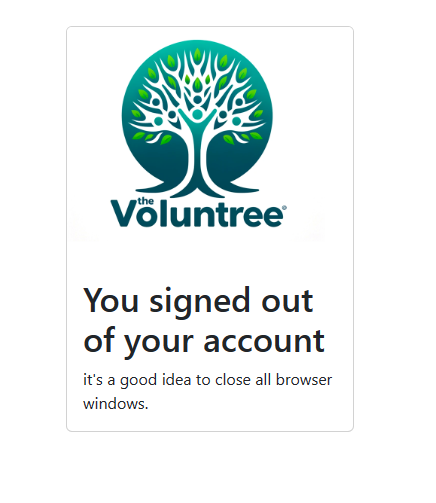 the
Voluntree®
You signed out
of your account
it's a good idea to close all browser
windows.